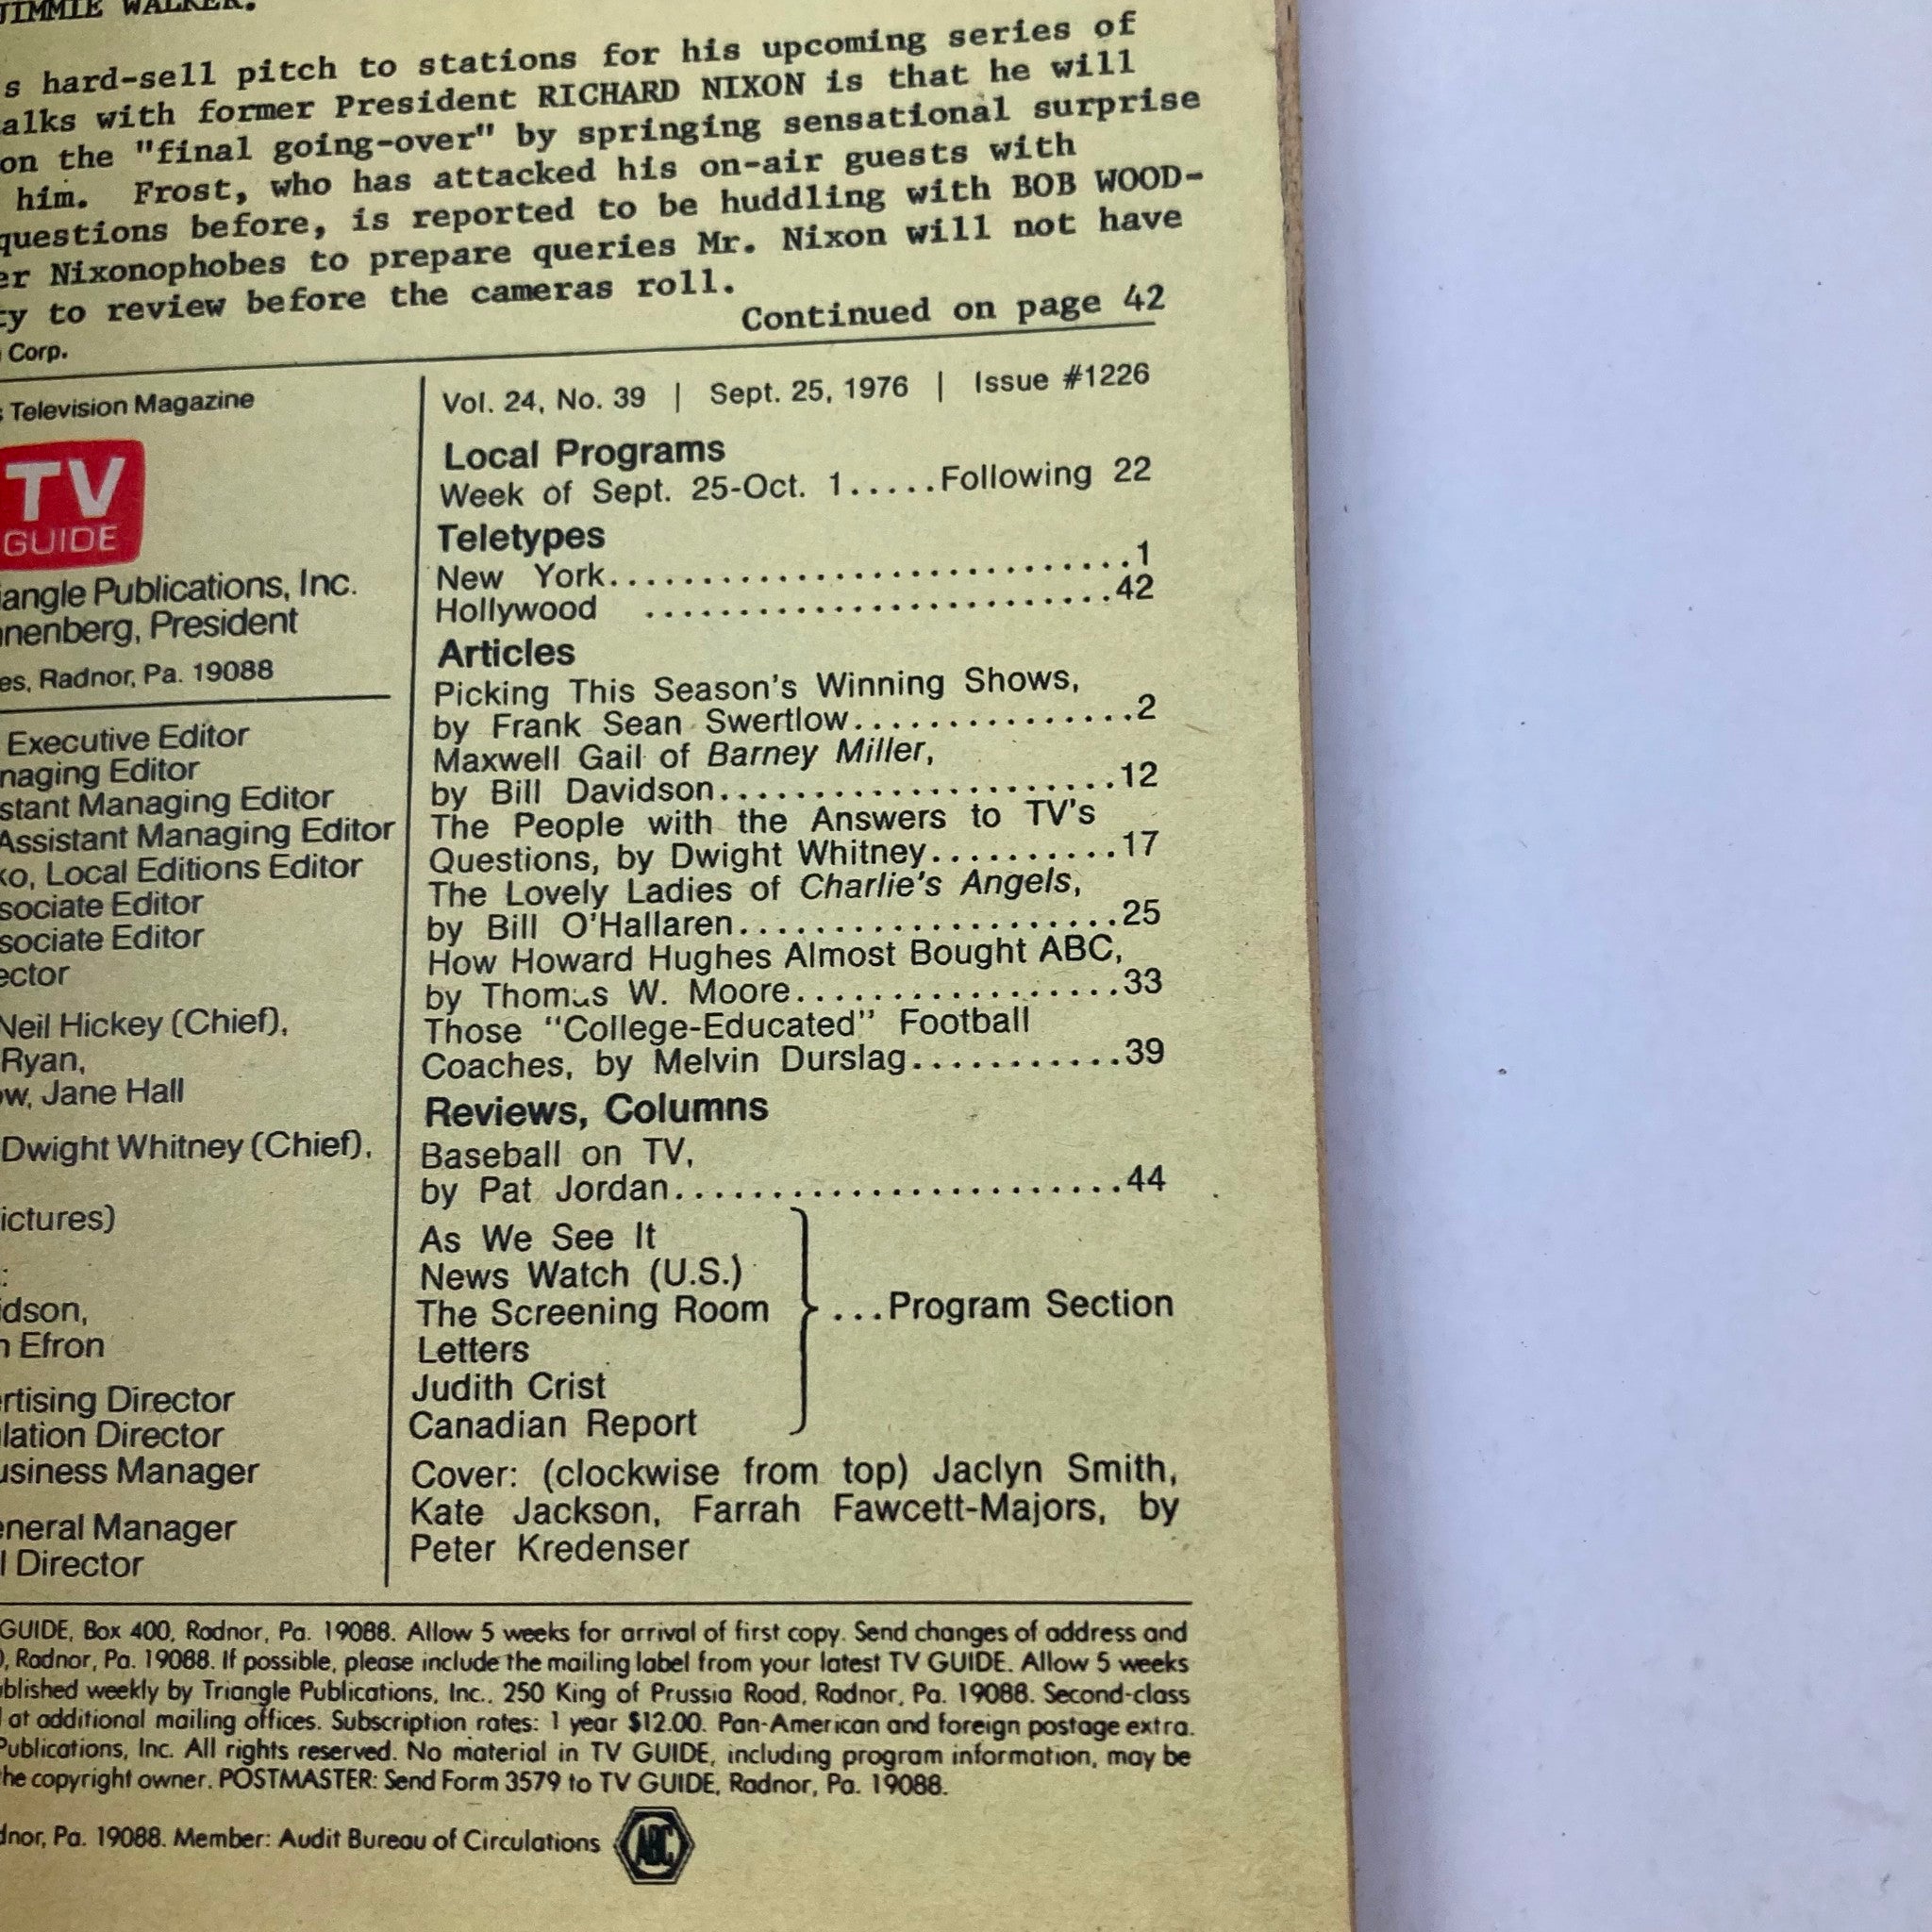 JIMMIE WALKER.
s hard-sell pitch to stations for his upcoming series of
alks with former President RICHARD NIXON is that he will
on the "final going-over" by springing sensational surprise
him. Frost, who has attacked his on-air guests with
questions before, is reported to be huddling with BOB WOOD-
er Nixonophobes to prepare queries Mr. Nixon will not have
ty to review before the cameras roll.
Continued on page 42
Corp.
s Television Magazine
TV
GUIDE
iangle Publications, Inc.
nnenberg, President
es, Radnor, Pa. 19088
Executive Editor
naging Editor
stant Managing Editor
Assistant Managing Editor
ko, Local Editions Editor
sociate Editor
sociate Editor
ector
Neil Hickey (Chief),
Ryan,
ow, Jane Hall
Dwight Whitney (Chief),
ictures)
idson,
n Efron
ertising Director
lation Director
usiness Manager
eneral Manager
l Director
Vol. 24, No. 39 | Sept. 25, 1976 | Issue #1226
Local Programs
Week of Sept. 25-Oct. 1.....Following 22
Teletypes
New York.............................1
Hollywood .........................42
Articles
Picking This Season's Winning Shows,
by Frank Sean Swertlow...............2
Maxwell Gail of Barney Miller,
by Bill Davidson.....................12
The People with the Answers to TV's
Questions, by Dwight Whitney..........17
The Lovely Ladies of Charlie's Angels,
by Bill O'Hallaren....................25
How Howard Hughes Almost Bought ABC,
by Thomas W. Moore.................33
Those "College-Educated" Football
Coaches, by Melvin Durslag...........39
Reviews, Columns
Baseball on TV,
by Pat Jordan.......................44
As We See It
News Watch (U.S.)
The Screening Room ...Program Section
Letters
Judith Crist
Canadian Report
Cover: (clockwise from top) Jaclyn Smith,
Kate Jackson, Farrah Fawcett-Majors, by
Peter Kredenser
GUIDE, Box 400, Radnor, Pa. 19088. Allow 5 weeks for arrival of first copy. Send changes of address and
), Radnor, Pa. 19088. If possible, please include the mailing label from your latest TV GUIDE. Allow 5 weeks
ublished weekly by Triangle Publications, Inc., 250 King of Prussia Road, Radnor, Pa. 19088. Second-class
at additional mailing offices. Subscription rates: 1 year $12.00. Pan-American and foreign postage extra.
Publications, Inc. All rights reserved. No material in TV GUIDE, including program information, may be
the copyright owner. POSTMASTER: Send Form 3579 to TV GUIDE, Radnor, Pa. 19088.
dnor, Pa. 19088. Member: Audit Bureau of Circulations ABC